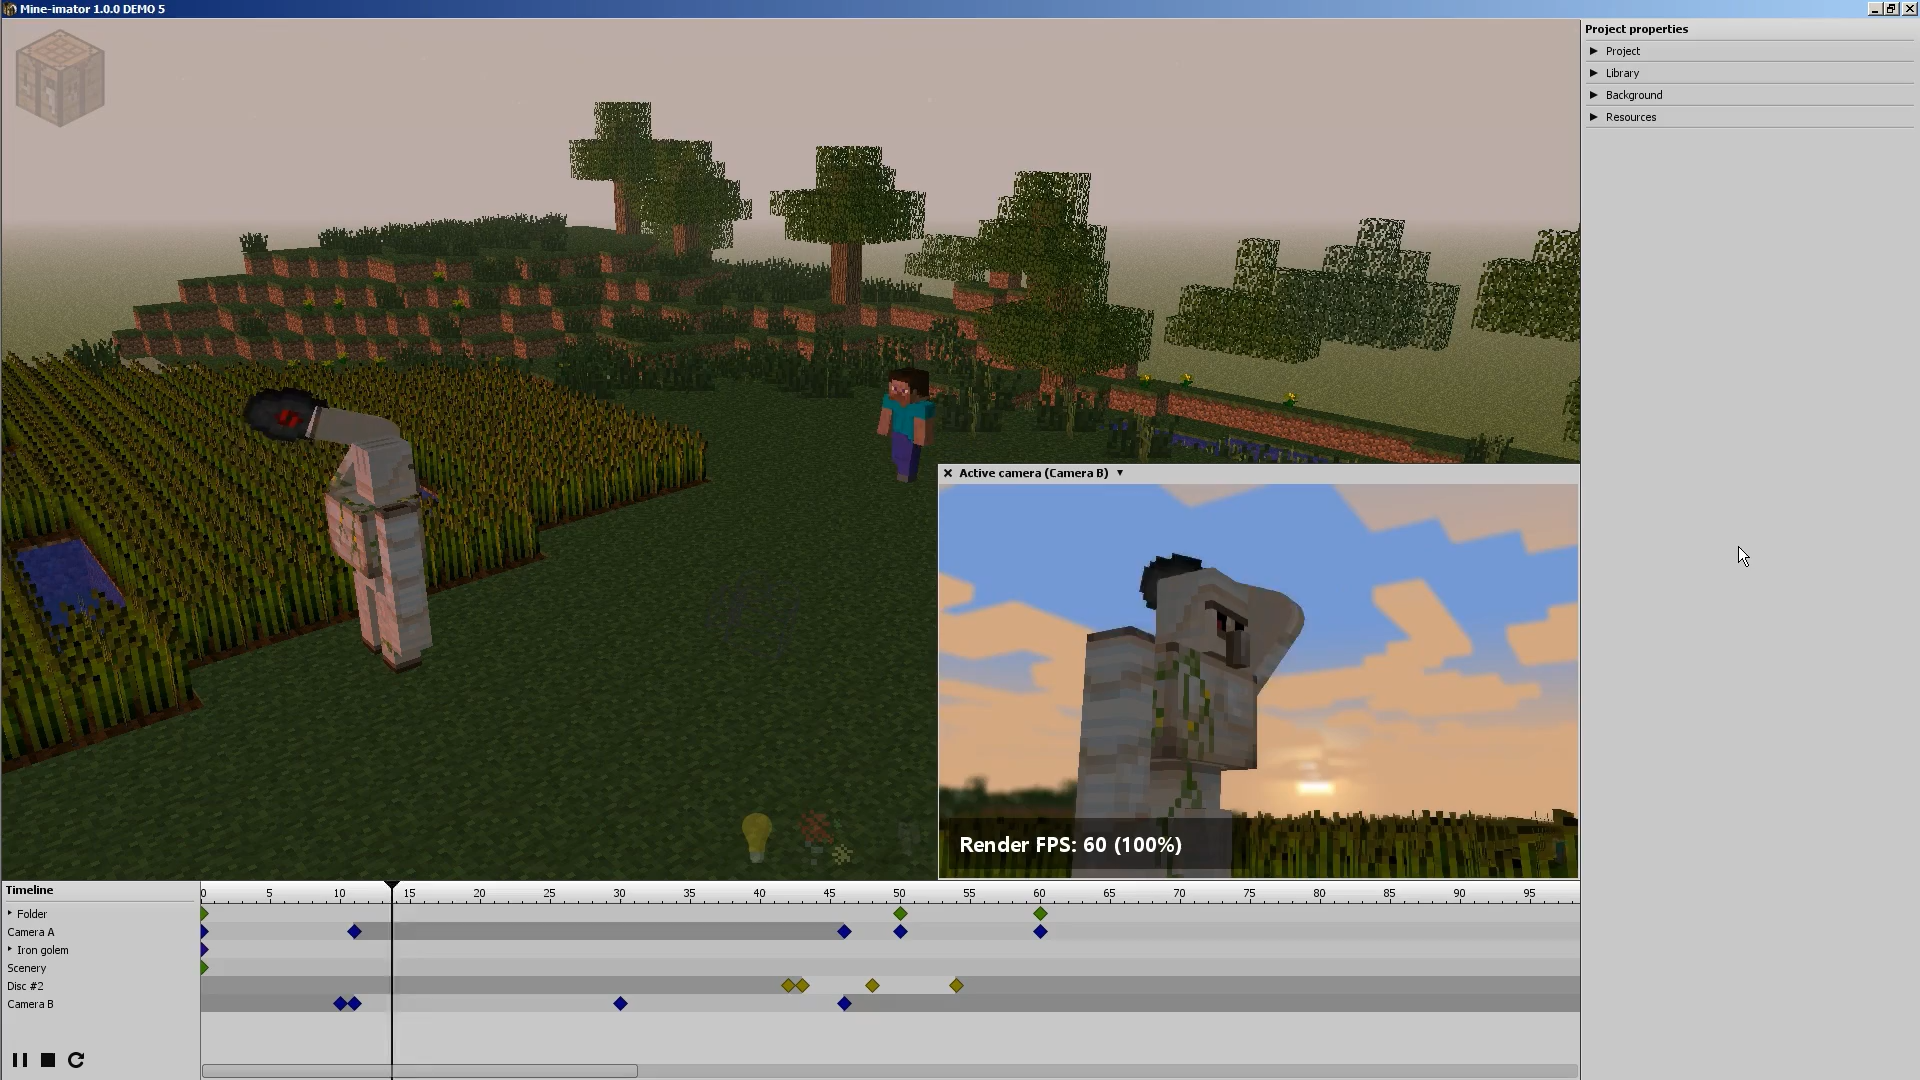 Mine-imator 1.0.0 DEMO 5
Project properties
Project
Library
Background
Resources
Active camera (Camera B)
Render FPS: 60 (100%)
Timeline
0 5 10 15 20 25 30 35 40 45 50 55 60 65 70 75 80 85 90 95
Folder
Camera A
Iron golem
Scenery
Disc #2
Camera B